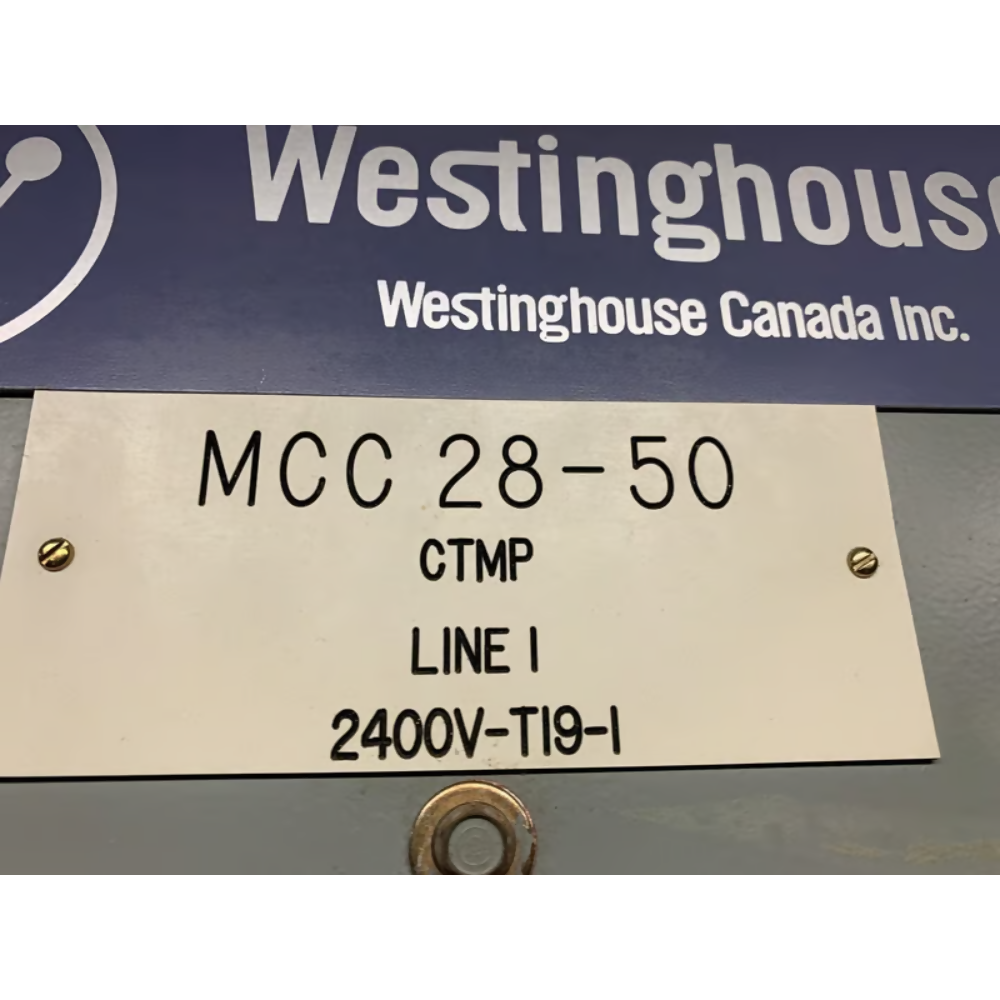 Westinghouse
Westinghouse Canada Inc.
MCC 28-50
CTMP
LINE 1
2400V-T19-1